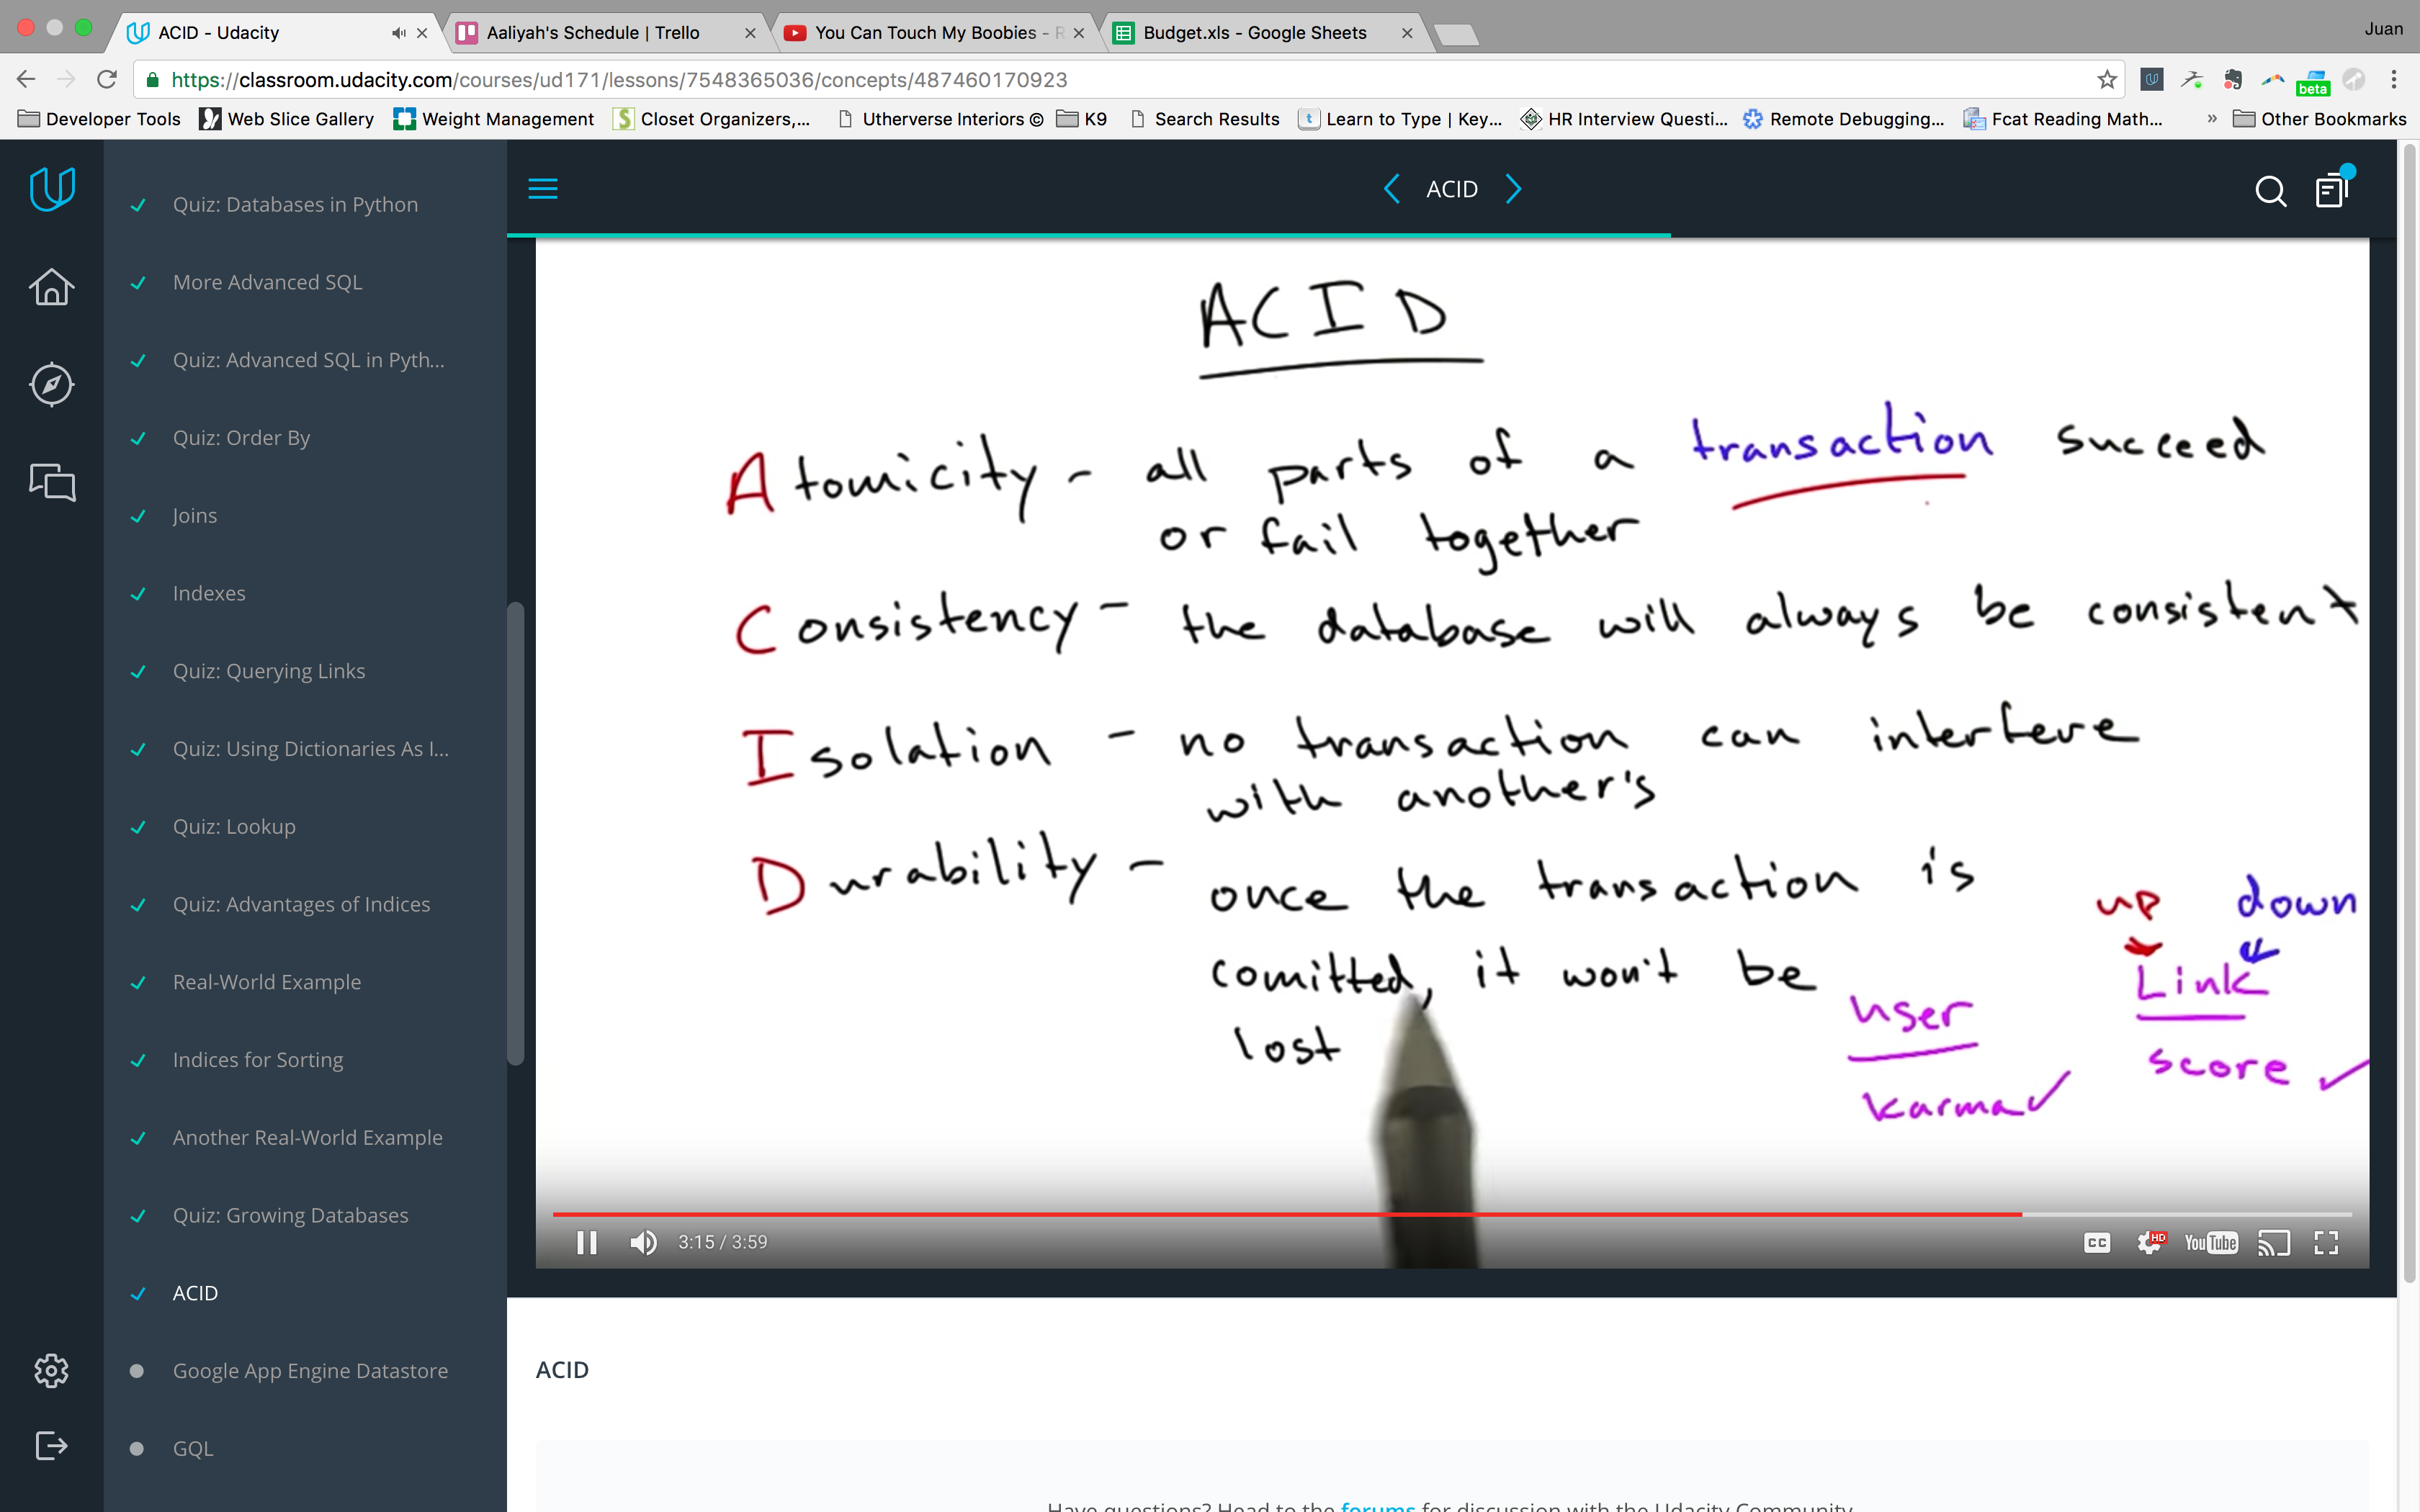 ACID - Udacity
Aaliyah's Schedule | Trello
You Can Touch My Boobies - R
Budget.xls - Google Sheets
Juan
https://classroom.udacity.com/courses/ud171/lessons/7548365036/concepts/487460170923
beta
Developer Tools
Web Slice Gallery
Weight Management
Closet Organizers,...
Utherverse Interiors ©
K9
Search Results
Learn to Type | Key...
HR Interview Questi...
Remote Debugging...
Fcat Reading Math...
»
Other Bookmarks
Quiz: Databases in Python
More Advanced SQL
Quiz: Advanced SQL in Pyth...
Quiz: Order By
Joins
Indexes
Quiz: Querying Links
Quiz: Using Dictionaries As I...
Quiz: Lookup
Quiz: Advantages of Indices
Real-World Example
Indices for Sorting
Another Real-World Example
Quiz: Growing Databases
ACID
Google App Engine Datastore
GQL
ACID
ACID
Atomicity - all parts of a transaction succeed
or fail together
Consistency - the database will always be consistent
Isolation - no transaction can interfere
with another's
Durability - once the transaction is
comitted, it won't be
lost
up down
Link
score
user
karma
3:15 / 3:59
CC
HD
YouTube
ACID
Have questions? Head to the forums for discussion with the Udacity Community